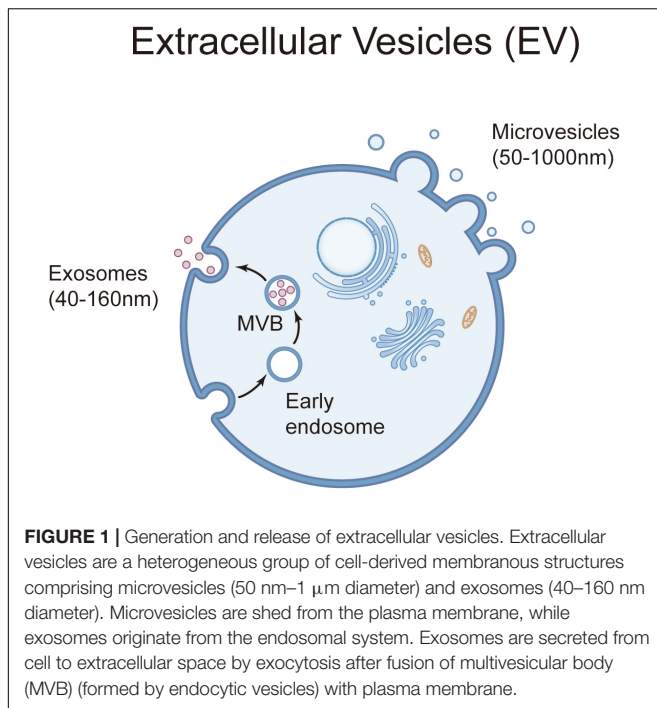 Extracellular Vesicles (EV)
Microvesicles
(50-1000nm)
Exosomes
(40-160nm)
MVB
Early
endosome
FIGURE 1 | Generation and release of extracellular vesicles. Extracellular
vesicles are a heterogeneous group of cell-derived membranous structures
comprising microvesicles (50 nm–1 μm diameter) and exosomes (40–160 nm
diameter). Microvesicles are shed from the plasma membrane, while
exosomes originate from the endosomal system. Exosomes are secreted from
cell to extracellular space by exocytosis after fusion of multivesicular body
(MVB) (formed by endocytic vesicles) with plasma membrane.